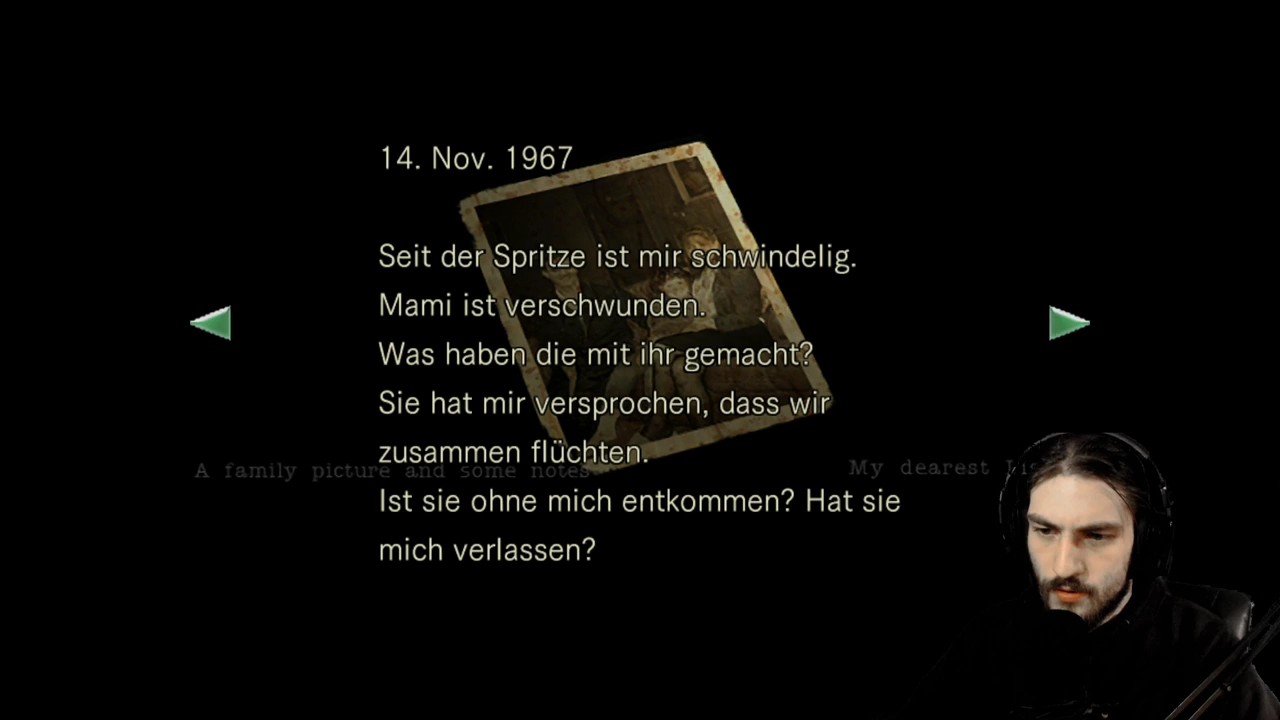 14. Nov. 1967
Seit der Spritze ist mir schwindelig.
Mami ist verschwunden.
Was haben die mit ihr gemacht?
Sie hat mir versprochen, dass wir
zusammen flüchten.
A family picture and some notes
My dearest
Ist sie ohne mich entkommen? Hat sie
mich verlassen?